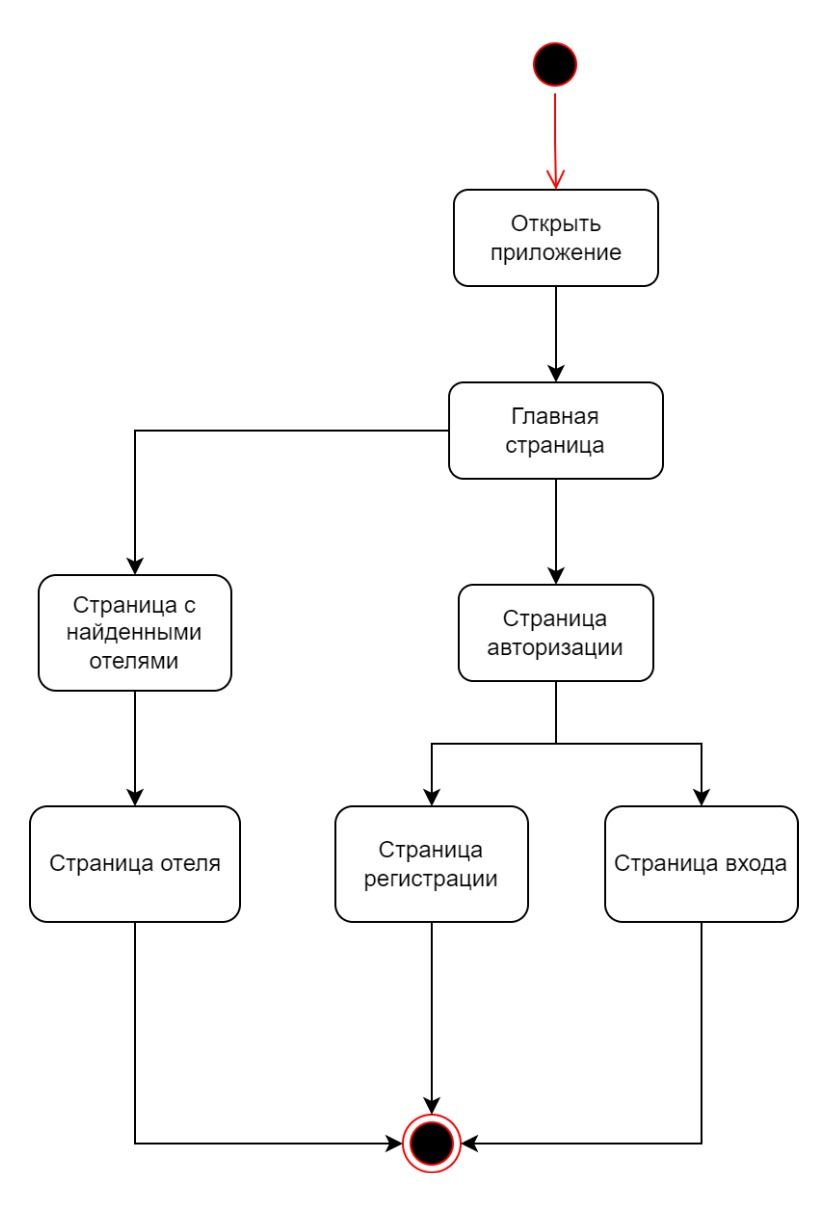 Открыть
приложение
Главная
страница
Страница с
найденными
отелями
Страница
авторизации
Страница отеля
Страница
регистрации
Страница входа